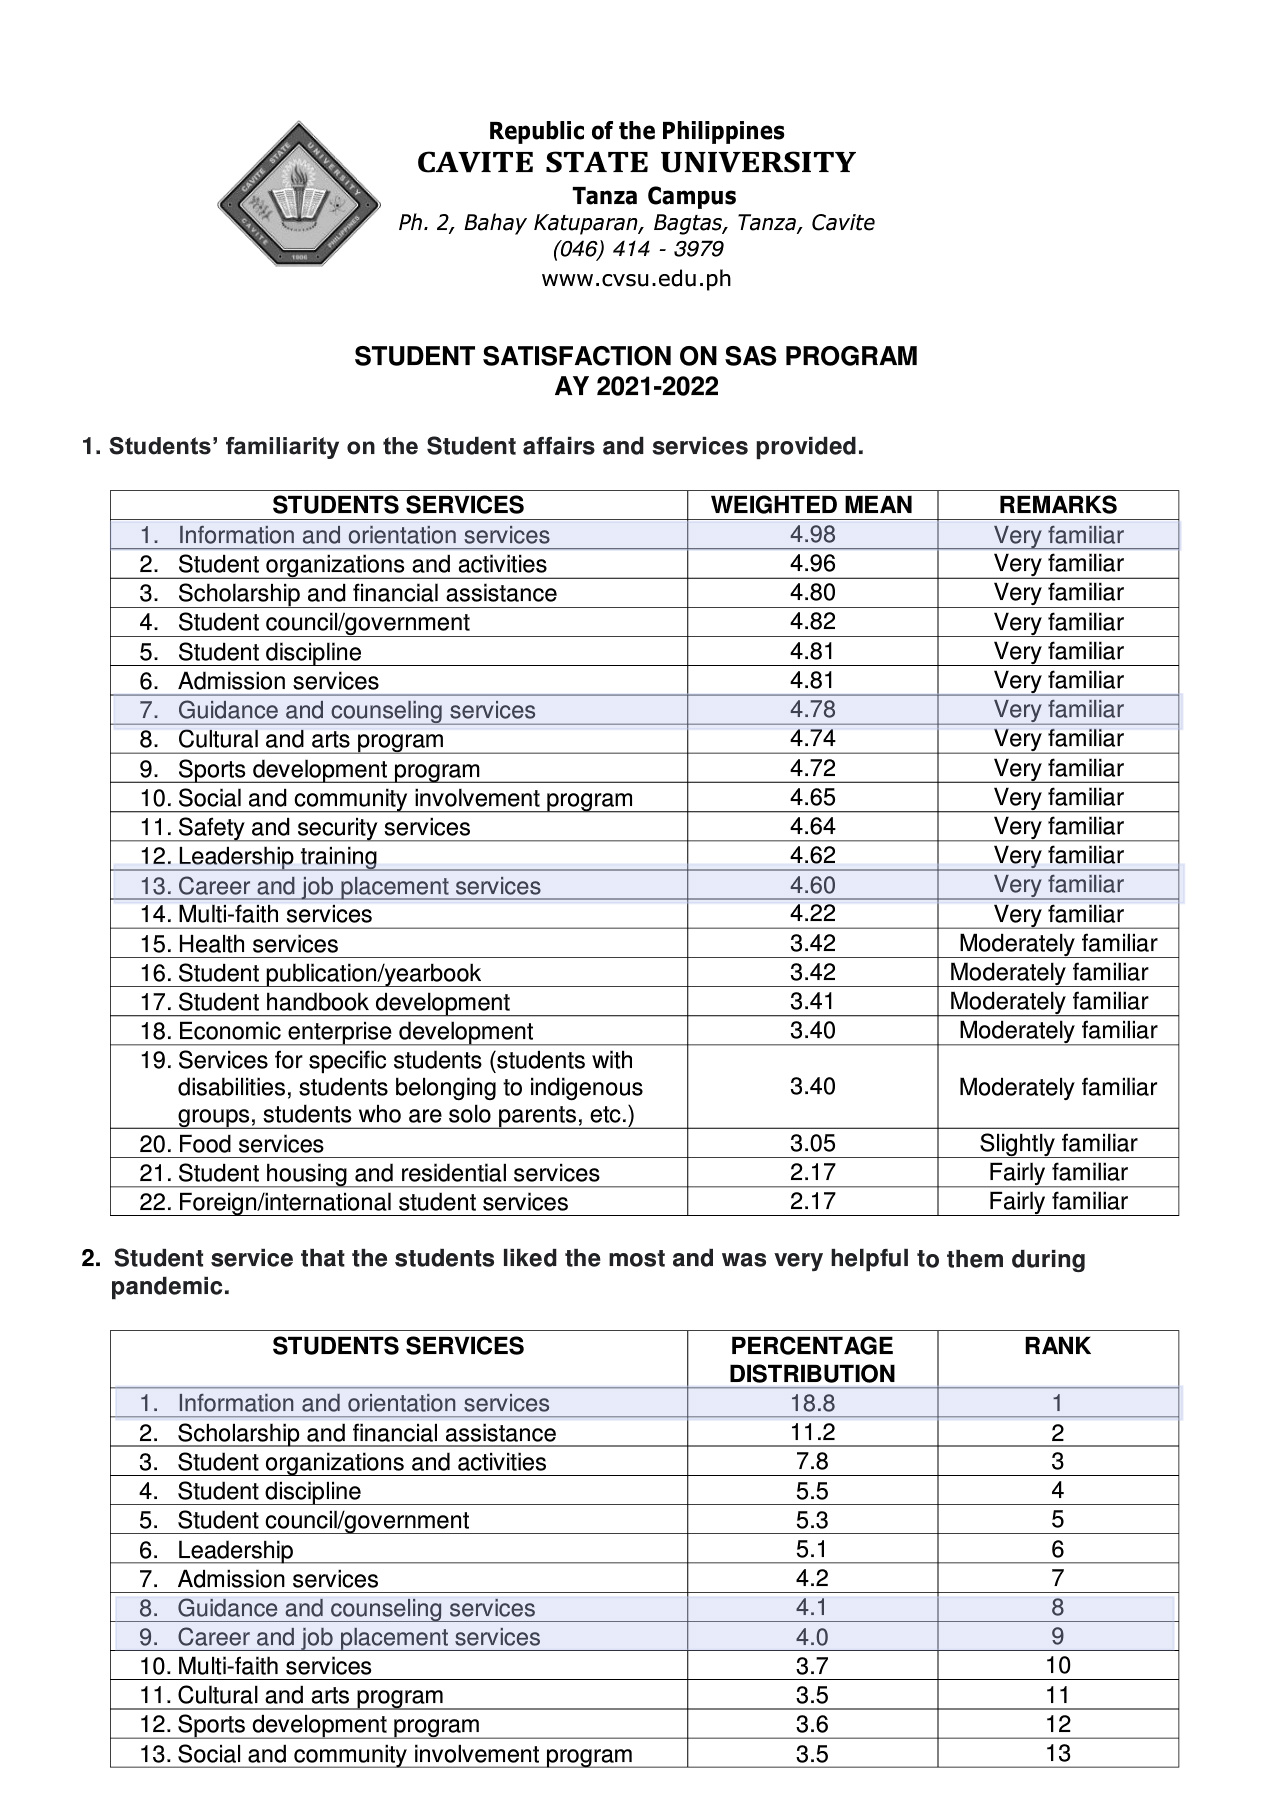 CAVITE STATE UNIVERSITY
CAVITE PHILIPPINES
1906
Republic of the Philippines
CAVITE STATE UNIVERSITY
Tanza Campus
Ph. 2, Bahay Katuparan, Bagtas, Tanza, Cavite
(046) 414 - 3979
www.cvsu.edu.ph
STUDENT SATISFACTION ON SAS PROGRAM
AY 2021-2022
1. Students’ familiarity on the Student affairs and services provided.
STUDENTS SERVICES WEIGHTED MEAN REMARKS
1. Information and orientation services 4.98 Very familiar
2. Student organizations and activities 4.96 Very familiar
3. Scholarship and financial assistance 4.80 Very familiar
4. Student council/government 4.82 Very familiar
5. Student discipline 4.81 Very familiar
6. Admission services 4.81 Very familiar
7. Guidance and counseling services 4.78 Very familiar
8. Cultural and arts program 4.74 Very familiar
9. Sports development program 4.72 Very familiar
10. Social and community involvement program 4.65 Very familiar
11. Safety and security services 4.64 Very familiar
12. Leadership training 4.62 Very familiar
13. Career and job placement services 4.60 Very familiar
14. Multi-faith services 4.22 Very familiar
15. Health services 3.42 Moderately familiar
16. Student publication/yearbook 3.42 Moderately familiar
17. Student handbook development 3.41 Moderately familiar
18. Economic enterprise development 3.40 Moderately familiar
19. Services for specific students (students with
disabilities, students belonging to indigenous 3.40 Moderately familiar
groups, students who are solo parents, etc.)
20. Food services 3.05 Slightly familiar
21. Student housing and residential services 2.17 Fairly familiar
22. Foreign/international student services 2.17 Fairly familiar
2. Student service that the students liked the most and was very helpful to them during
pandemic.
STUDENTS SERVICES PERCENTAGE RANK
DISTRIBUTION
1. Information and orientation services 18.8 1
2. Scholarship and financial assistance 11.2 2
3. Student organizations and activities 7.8 3
4. Student discipline 5.5 4
5. Student council/government 5.3 5
6. Leadership 5.1 6
7. Admission services 4.2 7
8. Guidance and counseling services 4.1 8
9. Career and job placement services 4.0 9
10. Multi-faith services 3.7 10
11. Cultural and arts program 3.5 11
12. Sports development program 3.6 12
13. Social and community involvement program 3.5 13